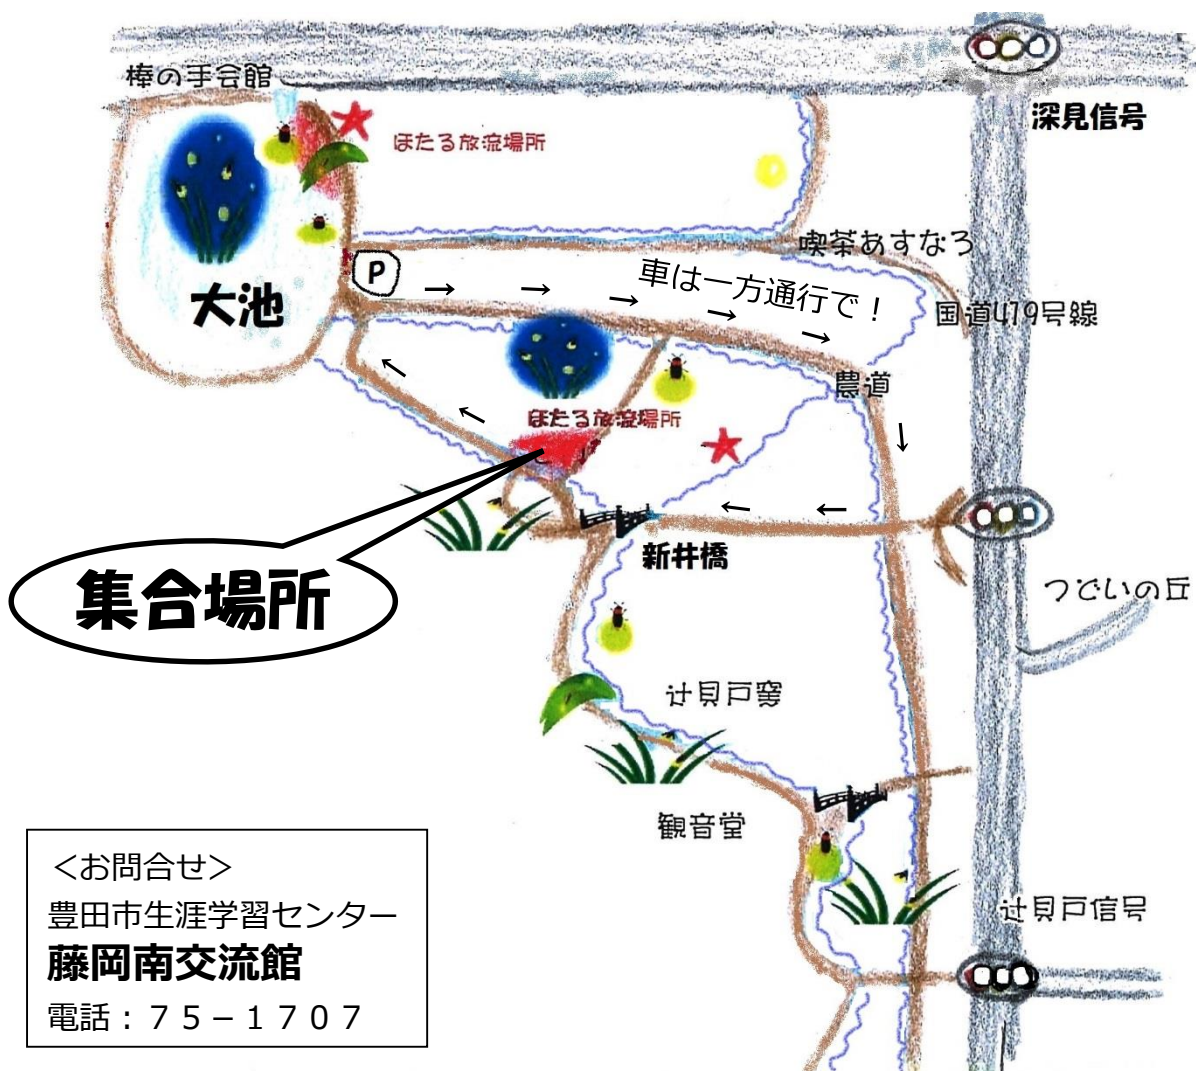 棒の手会館
深見信号
ほたる放流場所
喫茶あすなろ
P
車は一方通行で！
大池
国道419号線
農道
ほたる放流場所
新井橋
集合場所
つどいの丘
辻貝戸窯
観音堂
辻貝戸信号
＜お問合せ＞
豊田市生涯学習センター
藤岡南交流館
電話：７５－１７０７